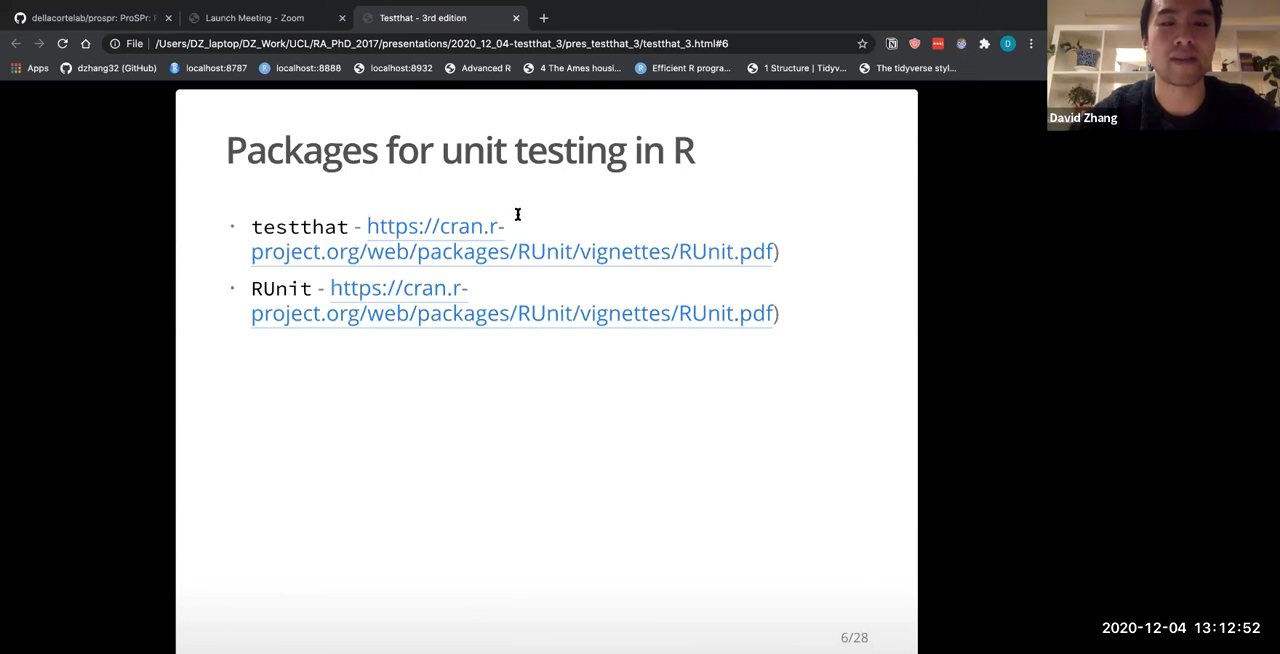 dellacortelab/prospr: ProSPr: P
Launch Meeting - Zoom
Testthat - 3rd edition
File
/Users/DZ_laptop/DZ_Work/UCL/RA_PhD_2017/presentations/2020_12_04-testthat_3/pres_testthat_3/testthat_3.html#6
D
Apps
dzhang32 (GitHub)
localhost:8787
localhost::8888
localhost:8932
Advanced R
4 The Ames housi...
Efficient R progra...
1 Structure | Tidyv...
The tidyverse styl...
David Zhang
Packages for unit testing in R
• testthat - https://cran.r-
project.org/web/packages/RUnit/vignettes/RUnit.pdf)
• RUnit - https://cran.r-
project.org/web/packages/RUnit/vignettes/RUnit.pdf)
6/28
2020-12-04 13:12:52